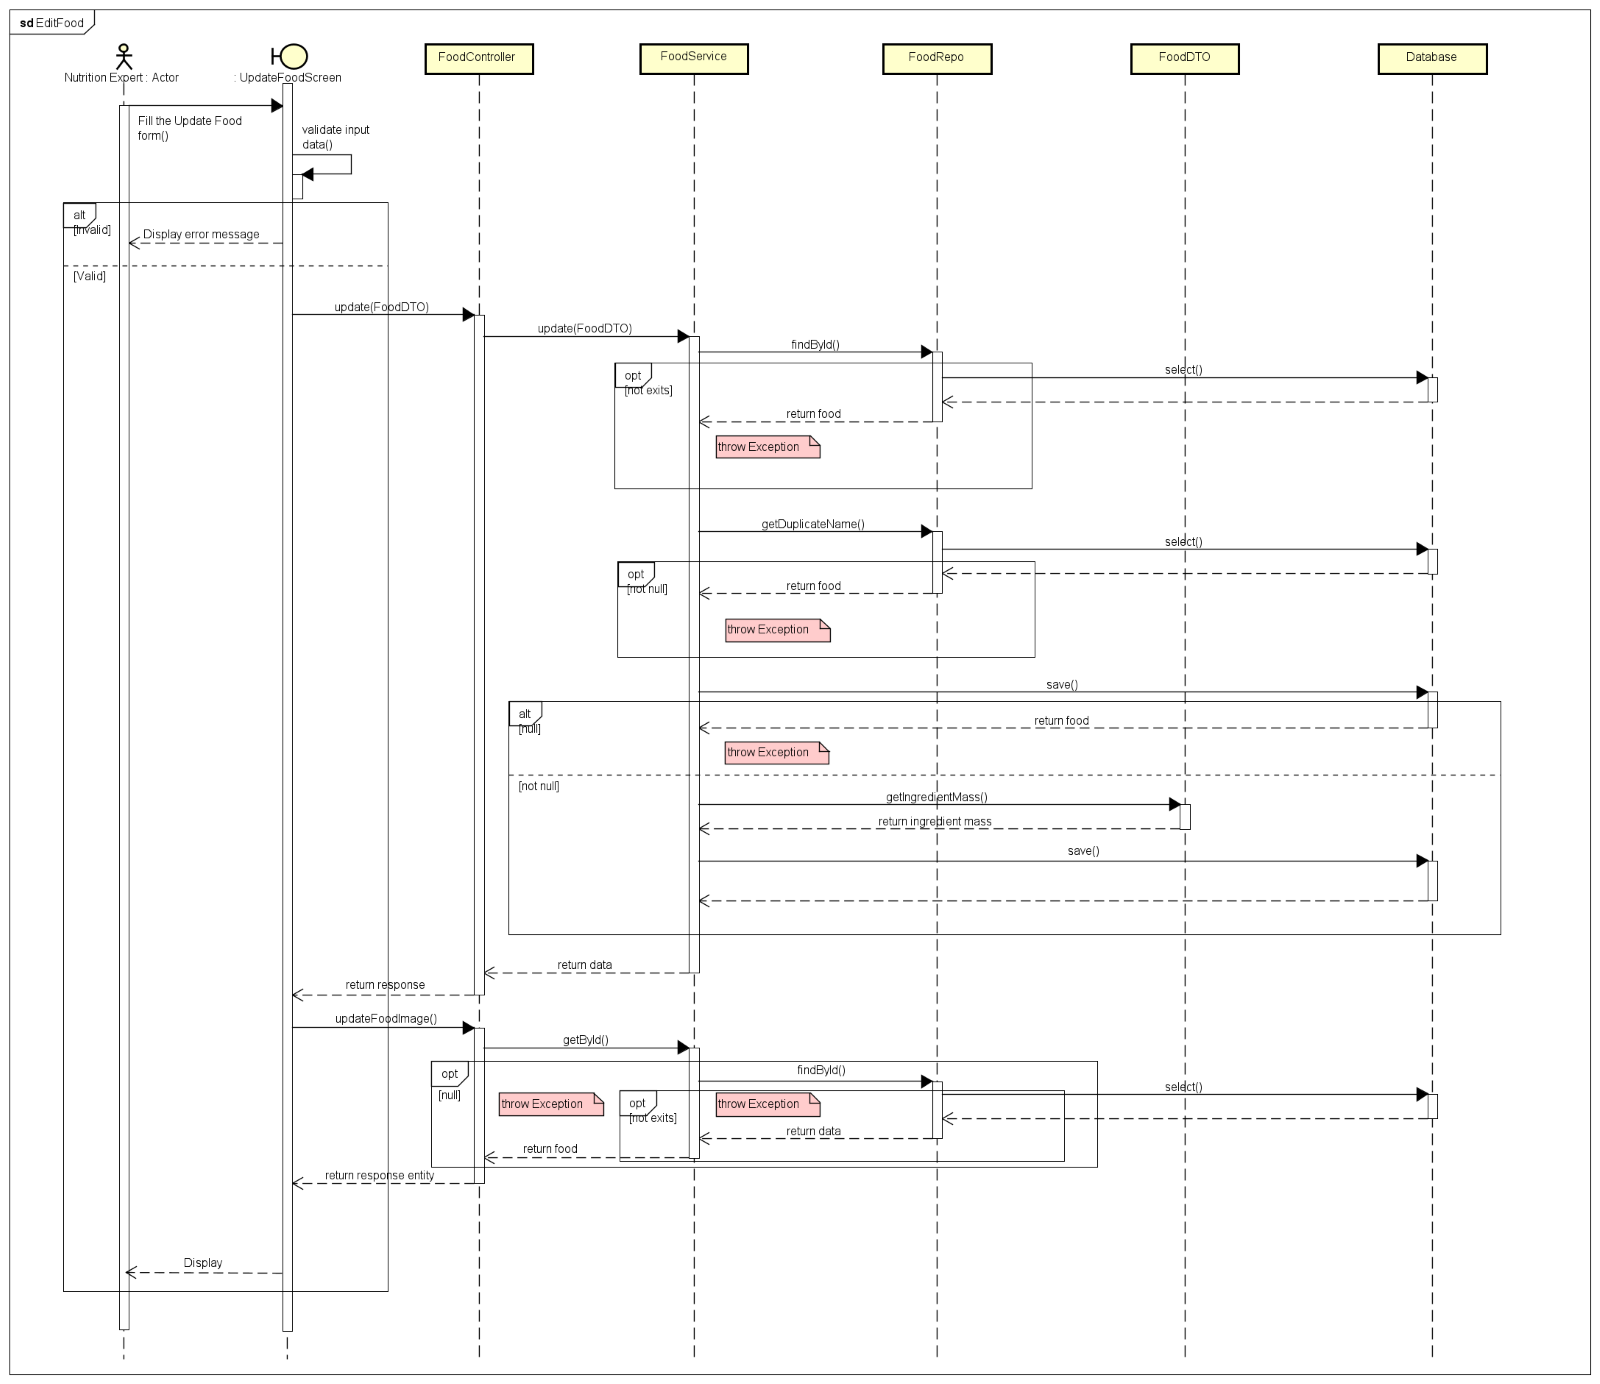 sd EditFood
Nutrition Expert : Actor
: UpdateFoodScreen
FoodController
FoodService
FoodRepo
FoodDTO
Database
Fill the Update Food
form()
validate input
data()
alt
[Invalid]
Display error message
[Valid]
update(FoodDTO)
update(FoodDTO)
findById()
opt
[not exits]
select()
return food
throw Exception
getDuplicateName()
select()
opt
[not null]
return food
throw Exception
save()
alt
[null]
return food
throw Exception
[not null]
getIngredientMass()
return ingredient mass
save()
return data
return response
updateFoodImage()
getById()
opt
[null]
findById()
throw Exception
opt
[not exits]
throw Exception
select()
return data
return food
return response entity
Display